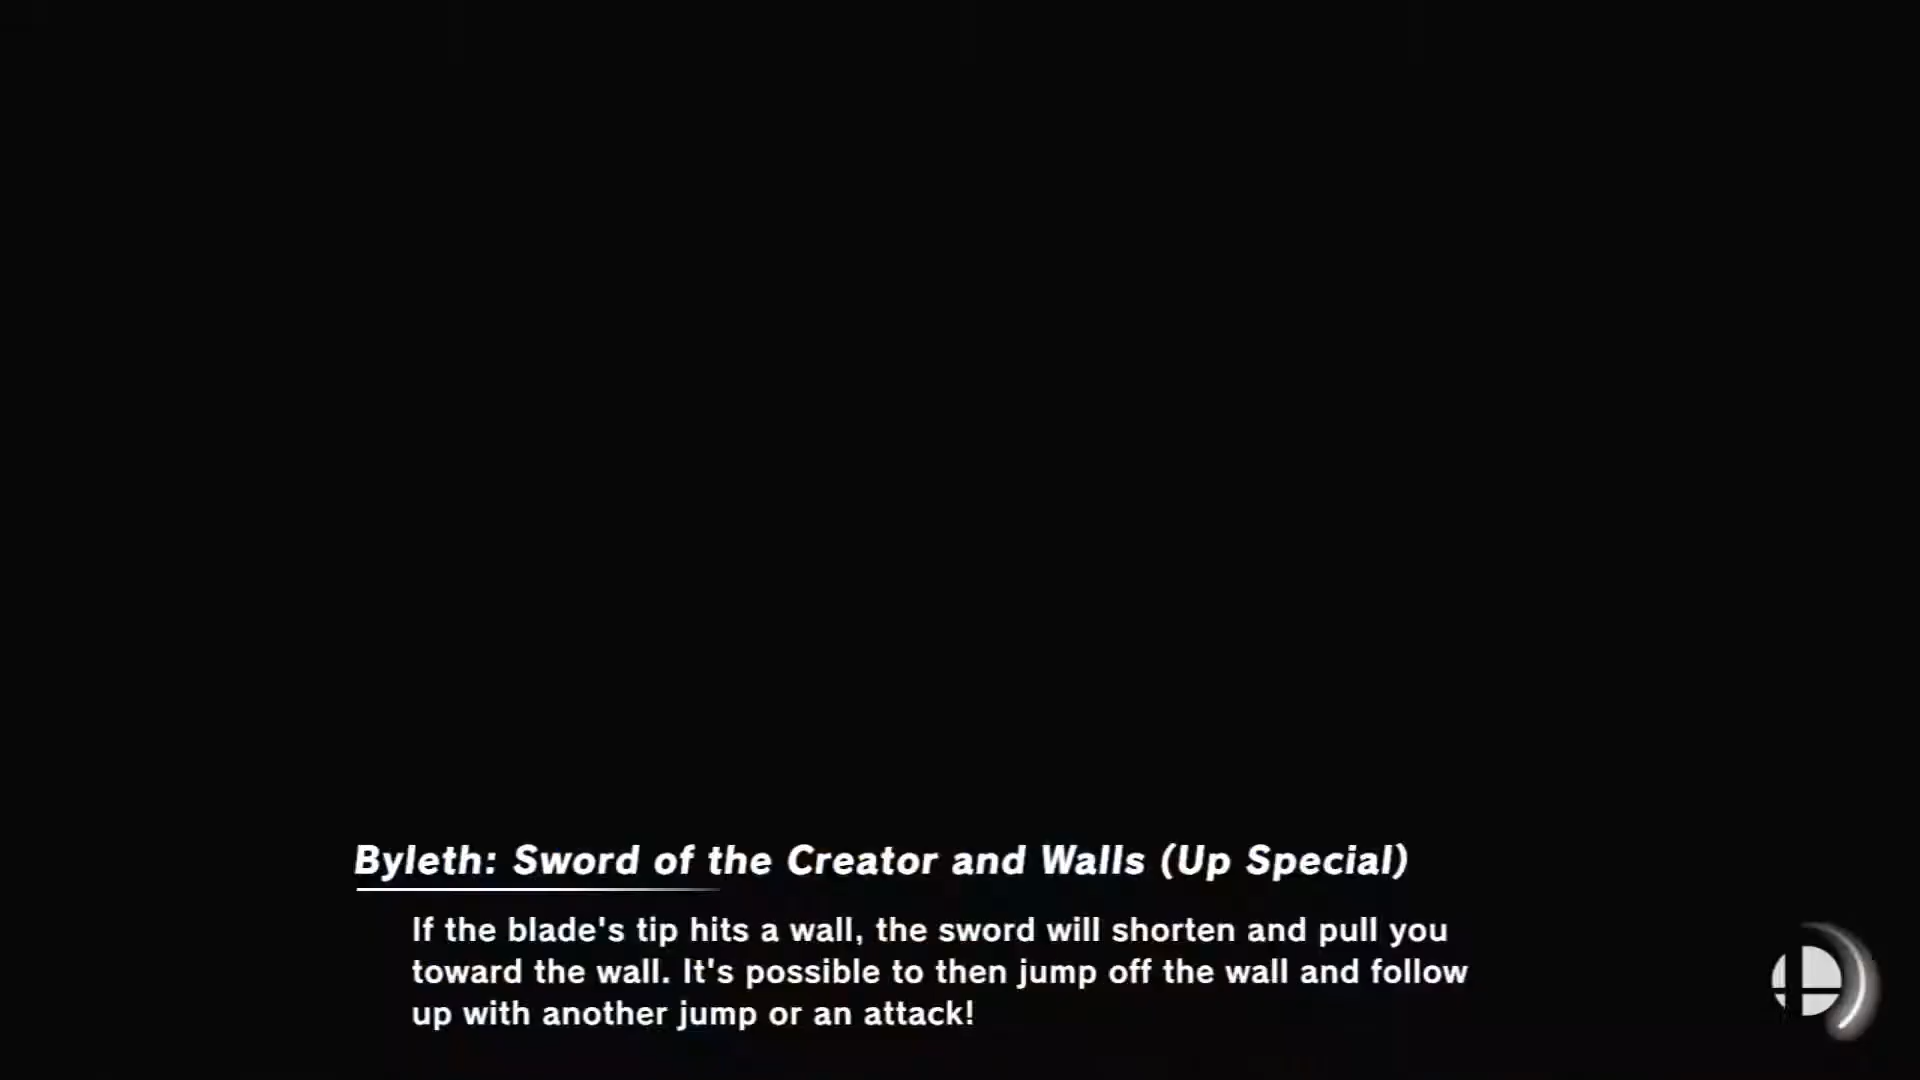 Byleth: Sword of the Creator and Walls (Up Special)
If the blade's tip hits a wall, the sword will shorten and pull you
toward the wall. It's possible to then jump off the wall and follow
up with another jump or an attack!